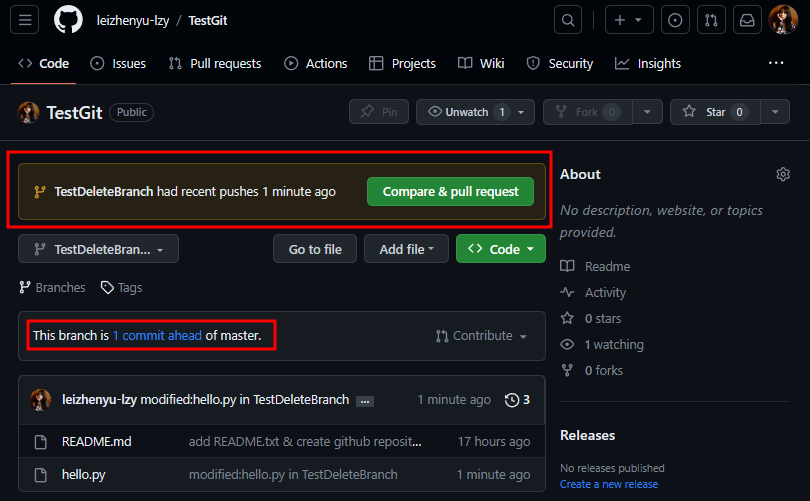 leizhenyu-lzy / TestGit
Code Issues Pull requests Actions Projects Wiki Security Insights
TestGit Public Pin Unwatch 1 Fork 0 Star 0
TestDeleteBranch had recent pushes 1 minute ago Compare & pull request
TestDeleteBran... Go to file Add file Code
Branches Tags
This branch is 1 commit ahead of master. Contribute
leizhenyu-lzy modified:hello.py in TestDeleteBranch ... 1 minute ago 3
README.md add README.txt & create github reposit... 17 hours ago
hello.py modified:hello.py in TestDeleteBranch 1 minute ago
About
No description, website, or topics
provided.
Readme
Activity
0 stars
1 watching
0 forks
Releases
No releases published
Create a new release